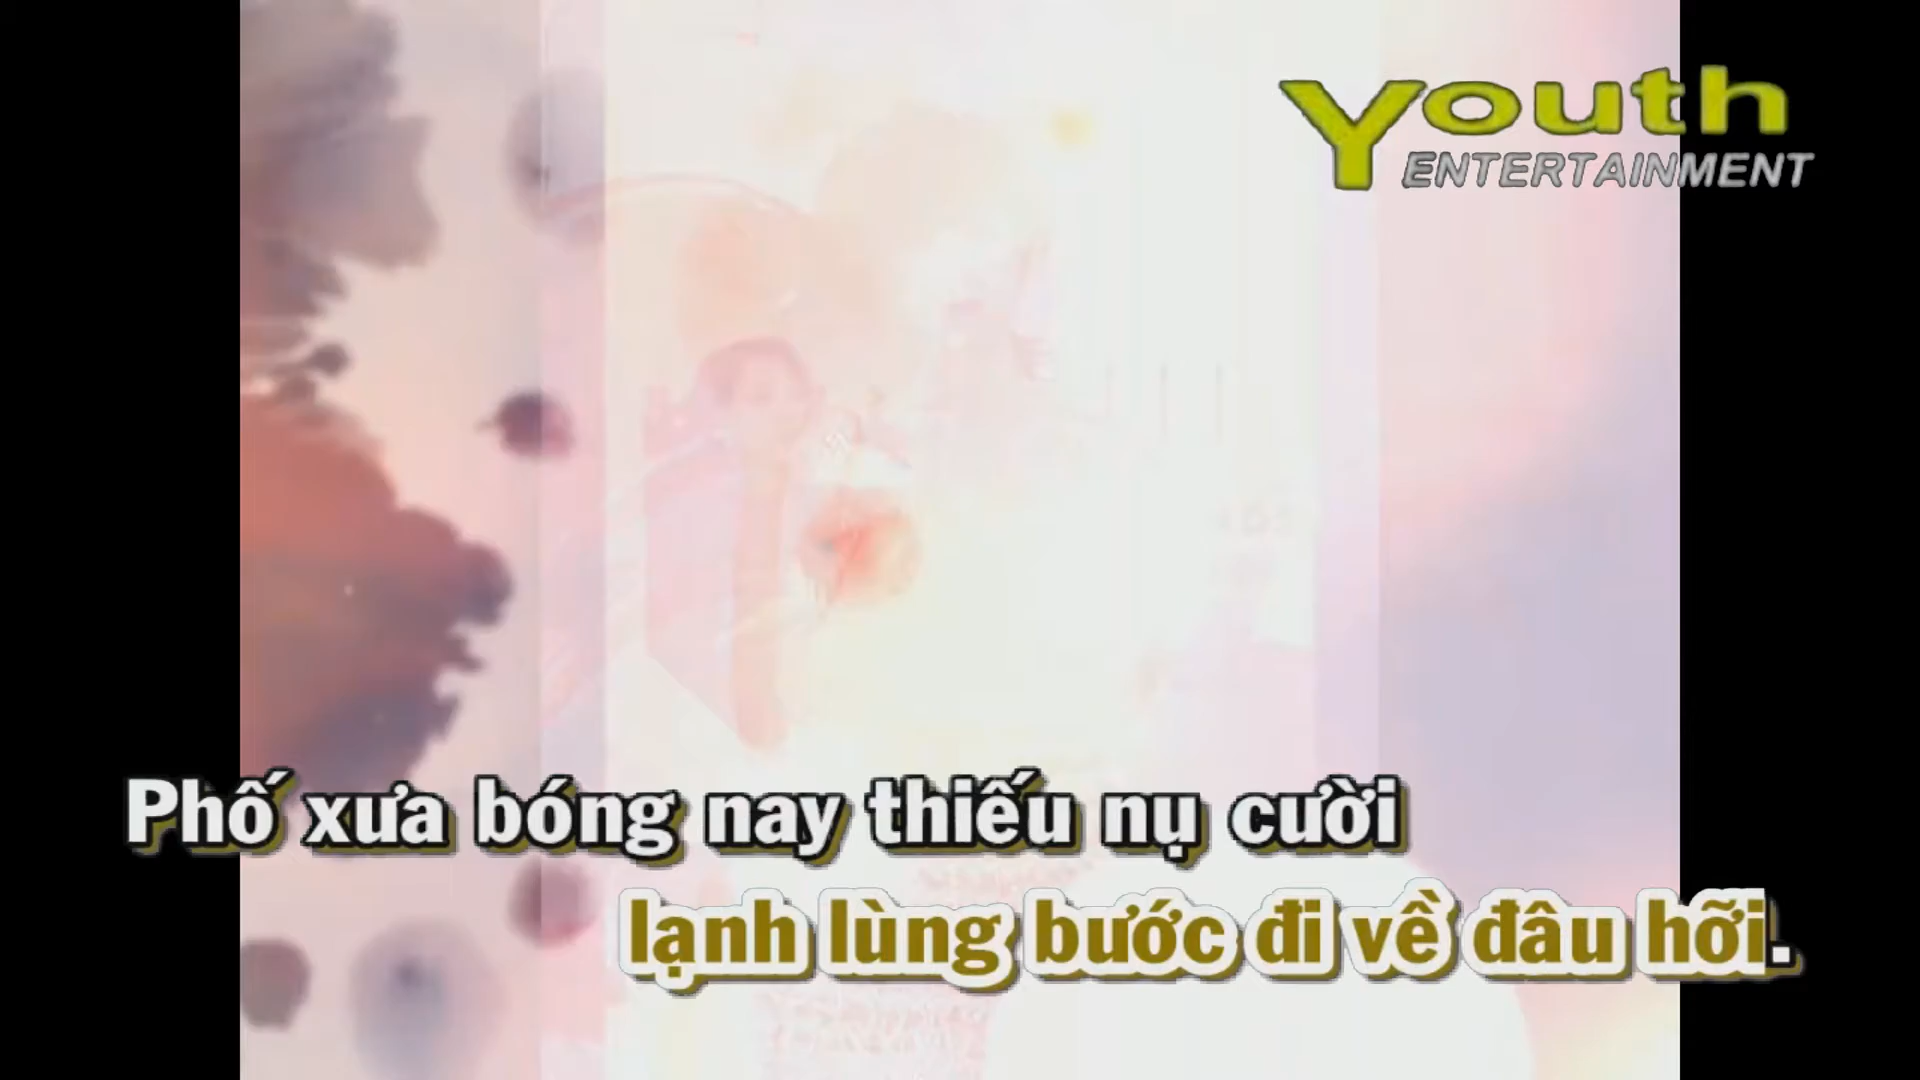 Youth
ENTERTAINMENT
Phố xưa bóng nay thiếu nụ cười
lạnh lùng bước đi về đâu hỡi.